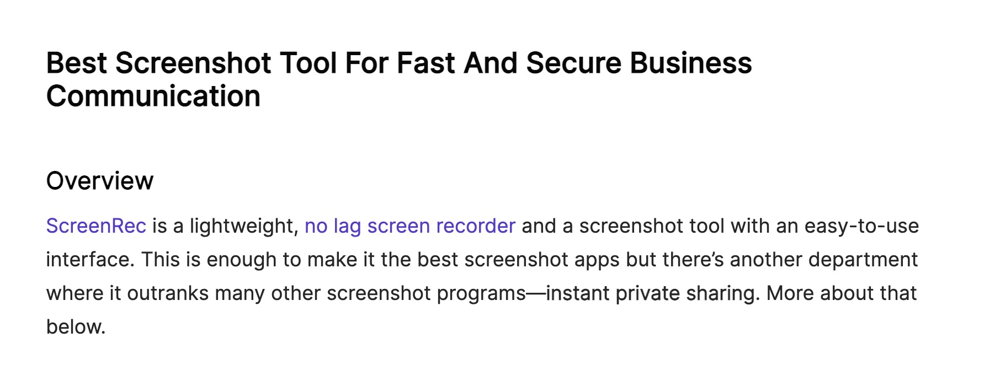 Best Screenshot Tool For Fast And Secure Business
Communication
Overview
ScreenRec is a lightweight, no lag screen recorder and a screenshot tool with an easy-to-use
interface. This is enough to make it the best screenshot apps but there’s another department
where it outranks many other screenshot programs—instant private sharing. More about that
below.